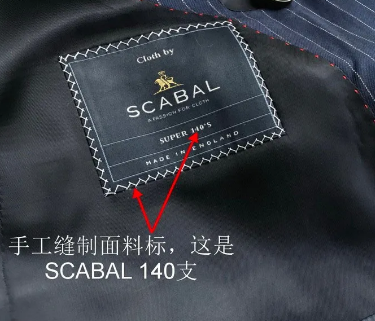 Cloth by
SCABAL
A PASSION FOR CLOTH
SUPER 140'S
MADE IN ENGLAND
手工缝制面料标，这是
SCABAL 140支